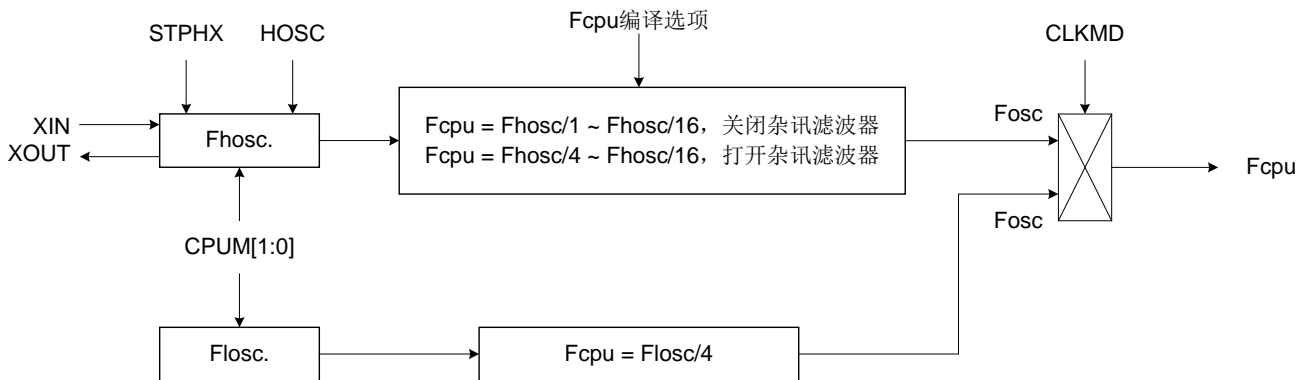 Fcpu编译选项
STPHX
HOSC
CLKMD
XIN
XOUT
Fhosc.
Fcpu = Fhosc/1 ~ Fhosc/16，关闭杂讯滤波器
Fcpu = Fhosc/4 ~ Fhosc/16，打开杂讯滤波器
Fosc
Fcpu
Fosc
CPUM[1:0]
Flosc.
Fcpu = Flosc/4